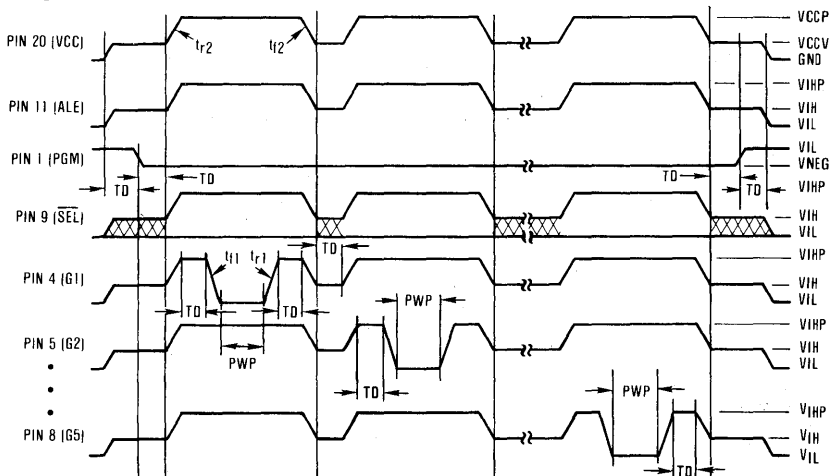 PIN 20 (VCC)
tr2
tf2
VCCP
VCCV
GND
PIN 11 (ALE)
VIHP
VIH
VIL
PIN 1 (PGM)
VIL
VNEG
TD
TD
TD
TD
VIHP
PIN 9 (SEL)
VIH
VIL
TD
PIN 4 (G1)
tf1
tr1
VIHP
VIH
VIL
TD
TD
PWP
PWP
PIN 5 (G2)
VIHP
VIH
VIL
TD
PWP
PIN 8 (G5)
VIHP
VIH
VIL
TD